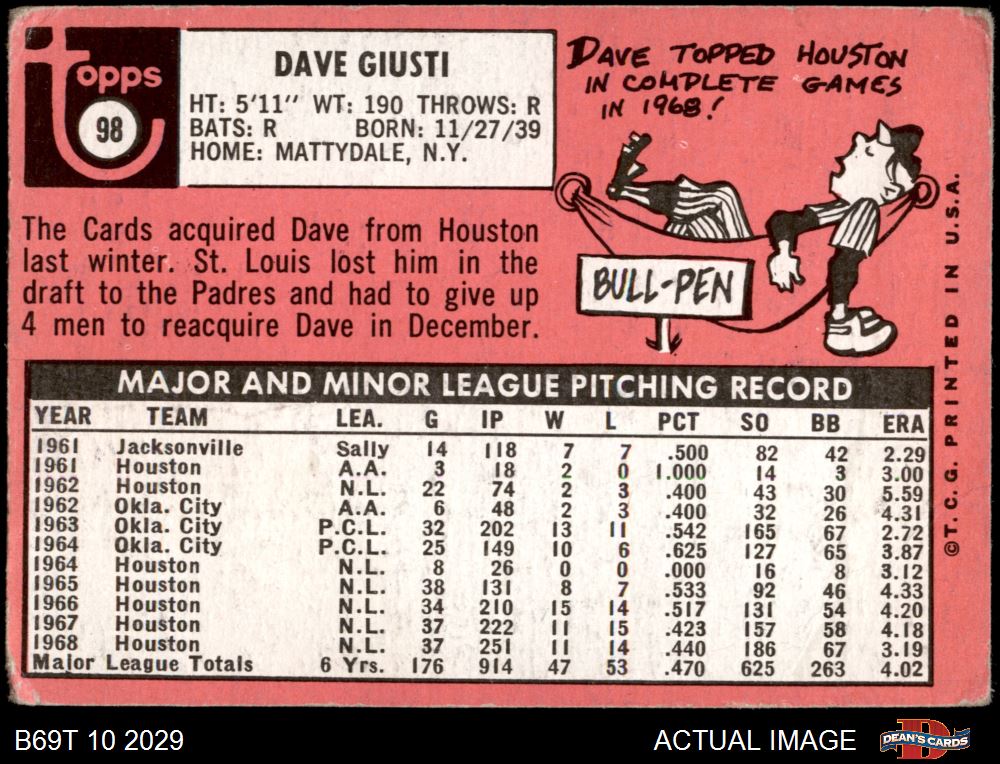 Topps
98
DAVE GIUSTI
HT: 5'11" WT: 190 THROWS: R
BATS: R BORN: 11/27/39
HOME: MATTYDALE, N.Y.
DAVE TOPPED HOUSTON
IN COMPLETE GAMES
IN 1968!
BULL-PEN
The Cards acquired Dave from Houston
last winter. St. Louis lost him in the
draft to the Padres and had to give up
4 men to reacquire Dave in December.
MAJOR AND MINOR LEAGUE PITCHING RECORD
YEAR TEAM LEA. G IP W L PCT SO BB ERA
1961 Jacksonville Sally 14 118 7 7 .500 82 42 2.29
1961 Houston A.A. 3 18 2 0 1.000 14 3 3.00
1962 Houston N.L. 22 74 2 3 .400 43 30 5.59
1962 Okla. City A.A. 6 48 2 3 .400 32 26 4.31
1963 Okla. City P.C.L. 32 202 13 11 .542 165 67 2.72
1964 Okla. City P.C.L. 25 149 10 6 .625 127 65 3.87
1964 Houston N.L. 8 26 0 0 .000 16 8 3.12
1965 Houston N.L. 38 131 8 7 .533 92 46 4.33
1966 Houston N.L. 34 210 15 14 .517 131 54 4.20
1967 Houston N.L. 37 222 11 15 .423 157 58 4.18
1968 Houston N.L. 37 251 11 14 .440 186 67 3.19
Major League Totals 6 Yrs. 176 914 47 53 .470 625 263 4.02
©T.C.G. PRINTED IN U.S.A.
B69T 10 2029
ACTUAL IMAGE
D
DEAN'S CARDS